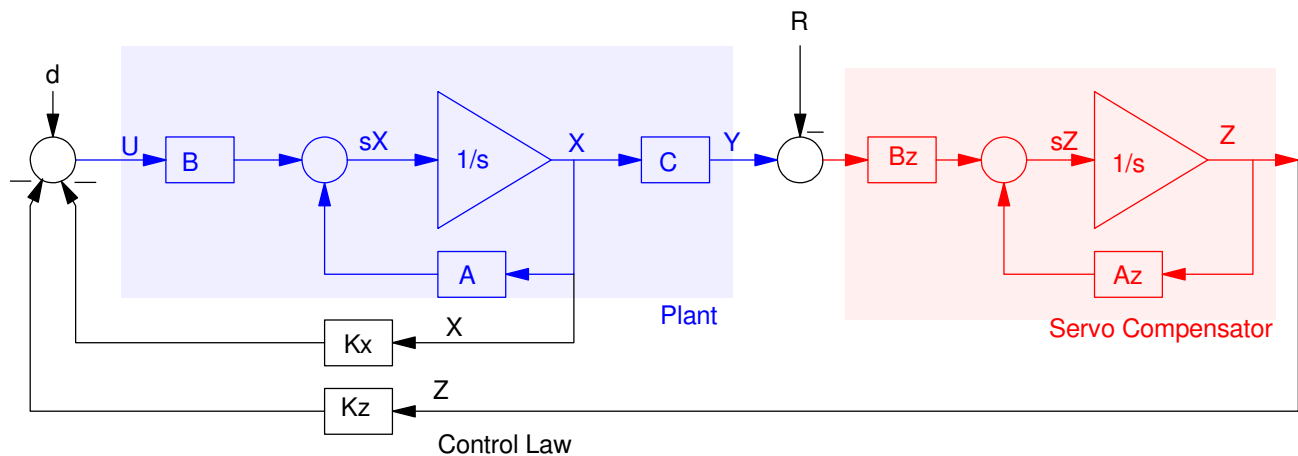 R
d
U
B
sX
1/s
X
C
Y
Bz
sZ
1/s
Z
A
Az
Plant
Servo Compensator
Kx
X
Kz
Z
Control Law